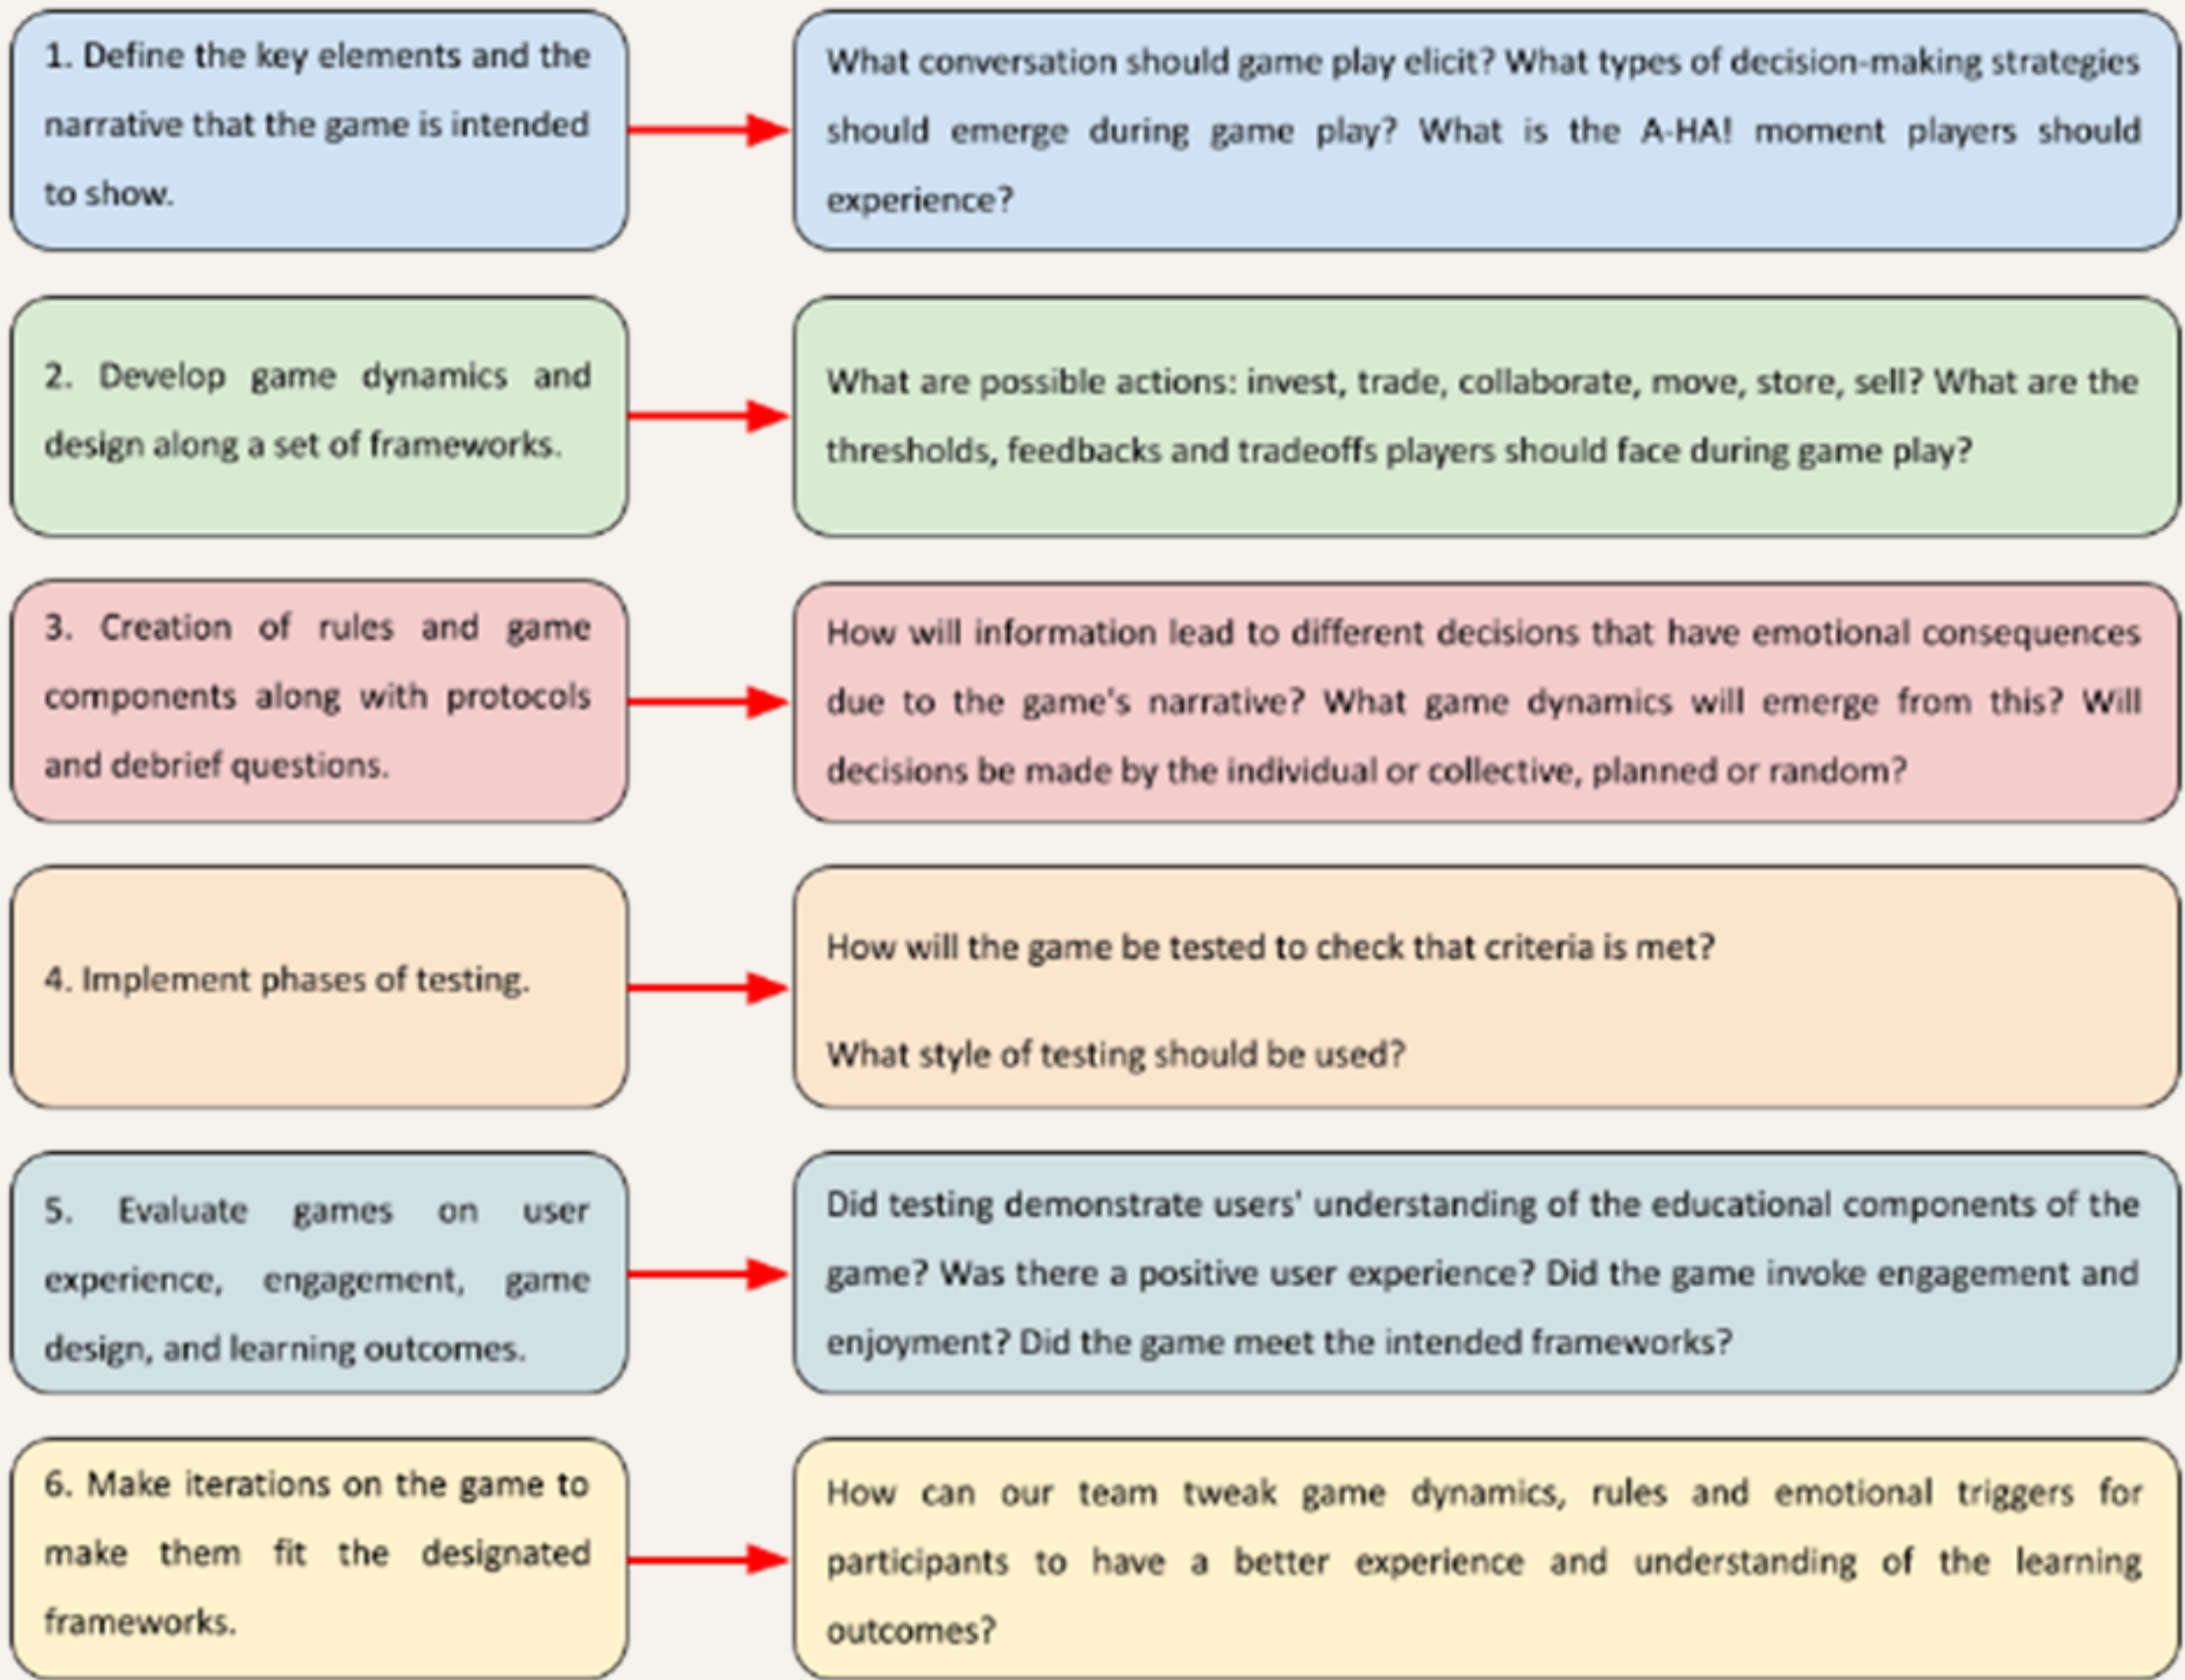 1. Define the key elements and the
narrative that the game is intended
to show.
What conversation should game play elicit? What types of decision-making strategies
should emerge during game play? What is the A-HA! moment players should
experience?
2. Develop game dynamics and
design along a set of frameworks.
What are possible actions: invest, trade, collaborate, move, store, sell? What are the
thresholds, feedbacks and tradeoffs players should face during game play?
3. Creation of rules and game
components along with protocols
and debrief questions.
How will information lead to different decisions that have emotional consequences
due to the game's narrative? What game dynamics will emerge from this? Will
decisions be made by the individual or collective, planned or random?
4. Implement phases of testing.
How will the game be tested to check that criteria is met?
What style of testing should be used?
5. Evaluate games on user
experience, engagement, game
design, and learning outcomes.
Did testing demonstrate users' understanding of the educational components of the
game? Was there a positive user experience? Did the game invoke engagement and
enjoyment? Did the game meet the intended frameworks?
6. Make iterations on the game to
make them fit the designated
frameworks.
How can our team tweak game dynamics, rules and emotional triggers for
participants to have a better experience and understanding of the learning
outcomes?